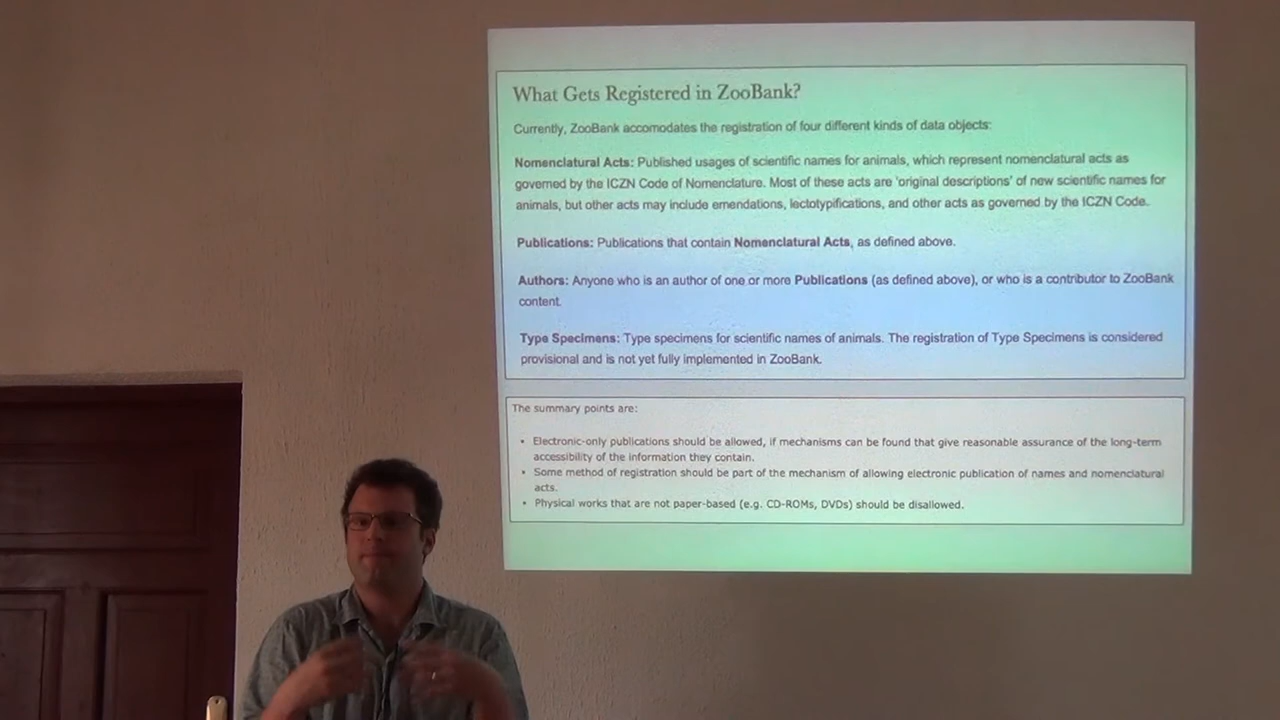 What Gets Registered in ZooBank?
Currently, ZooBank accomodates the registration of four different kinds of data objects:
Nomenclatural Acts: Published usages of scientific names for animals, which represent nomenclatural acts as
governed by the ICZN Code of Nomenclature. Most of these acts are 'original descriptions' of new scientific names for
animals, but other acts may include emendations, lectotypifications, and other acts as governed by the ICZN Code.
Publications: Publications that contain Nomenclatural Acts, as defined above.
Authors: Anyone who is an author of one or more Publications (as defined above), or who is a contributor to ZooBank
content.
Type Specimens: Type specimens for scientific names of animals. The registration of Type Specimens is considered
provisional and is not yet fully implemented in ZooBank.
The summary points are:
• Electronic-only publications should be allowed, if mechanisms can be found that give reasonable assurance of the long-term
accessibility of the information they contain.
• Some method of registration should be part of the mechanism of allowing electronic publication of names and nomenclatural
acts.
• Physical works that are not paper-based (e.g. CD-ROMs, DVDs) should be disallowed.